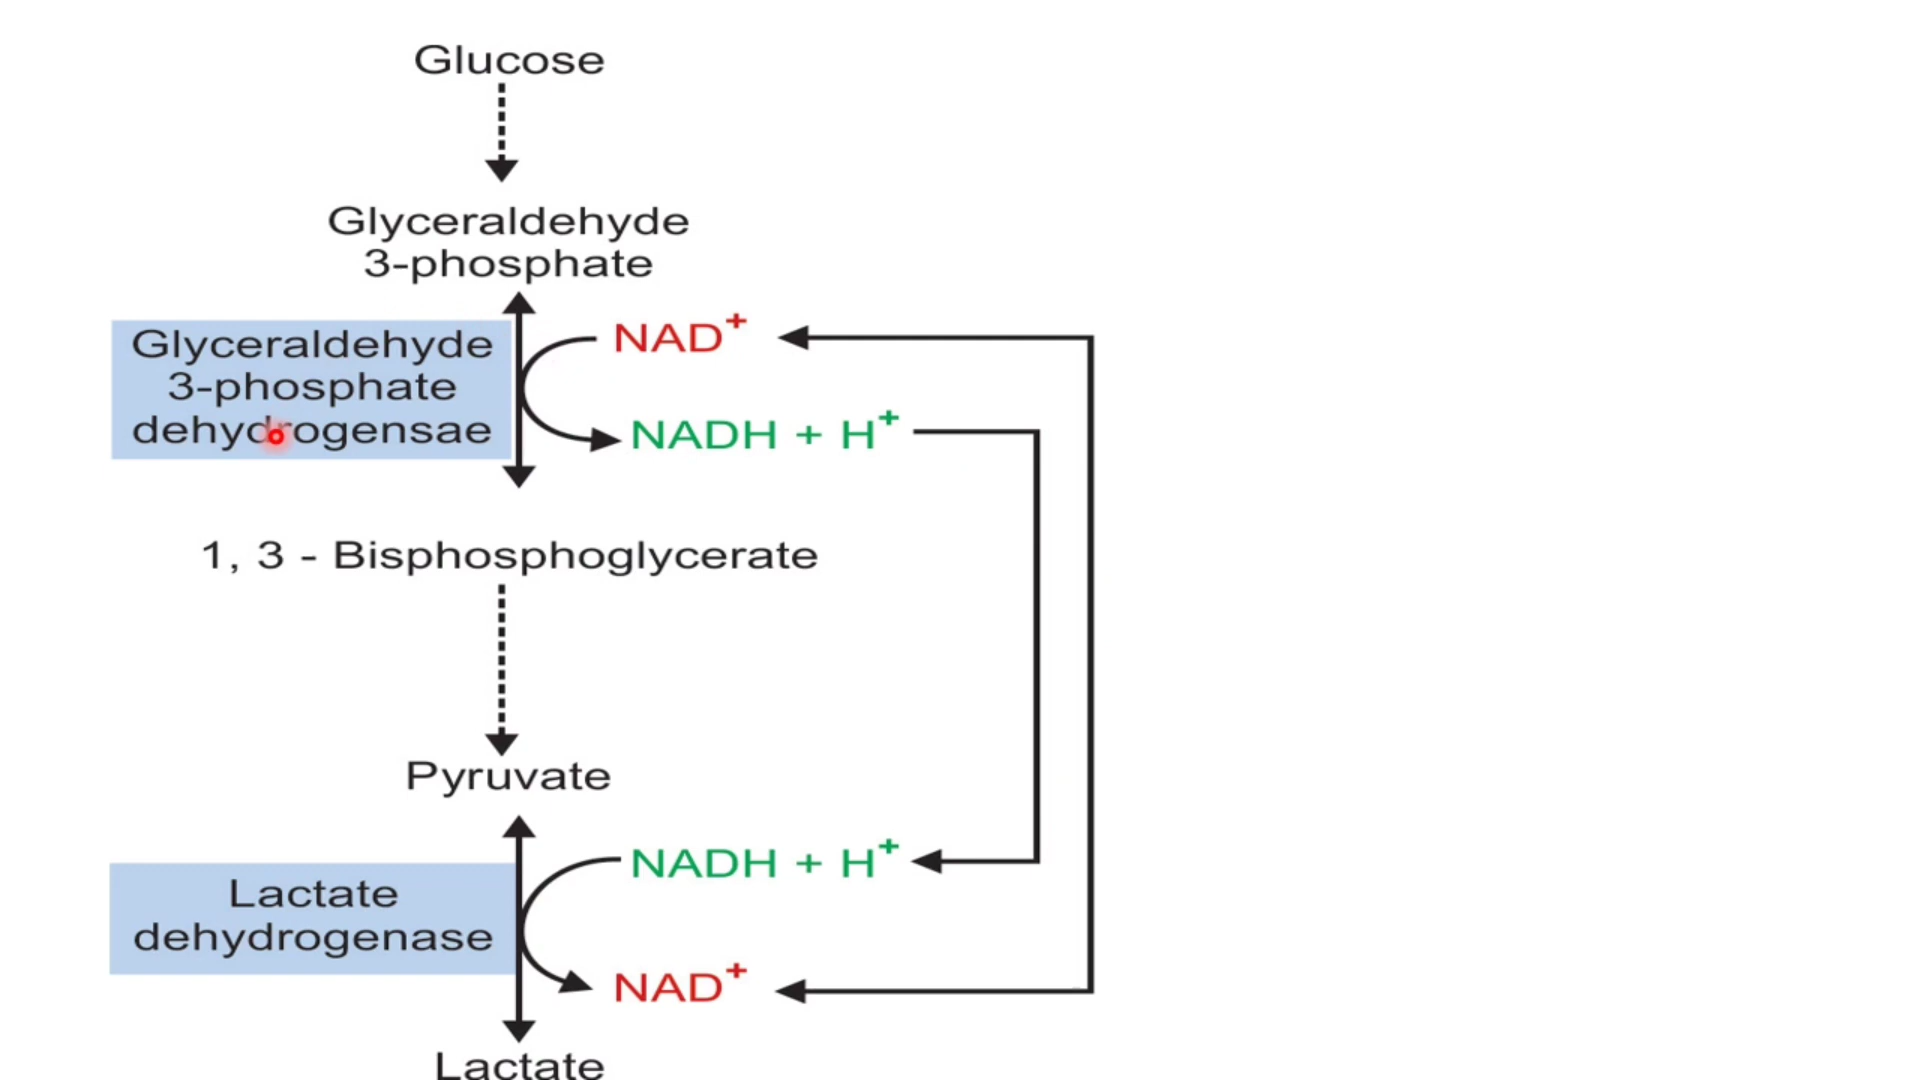 Glucose
Glyceraldehyde
3-phosphate
Glyceraldehyde
3-phosphate
dehydrogensae
NAD+
NADH + H+
1, 3 - Bisphosphoglycerate
Pyruvate
Lactate
dehydrogenase
NADH + H+
NAD+
Lactate